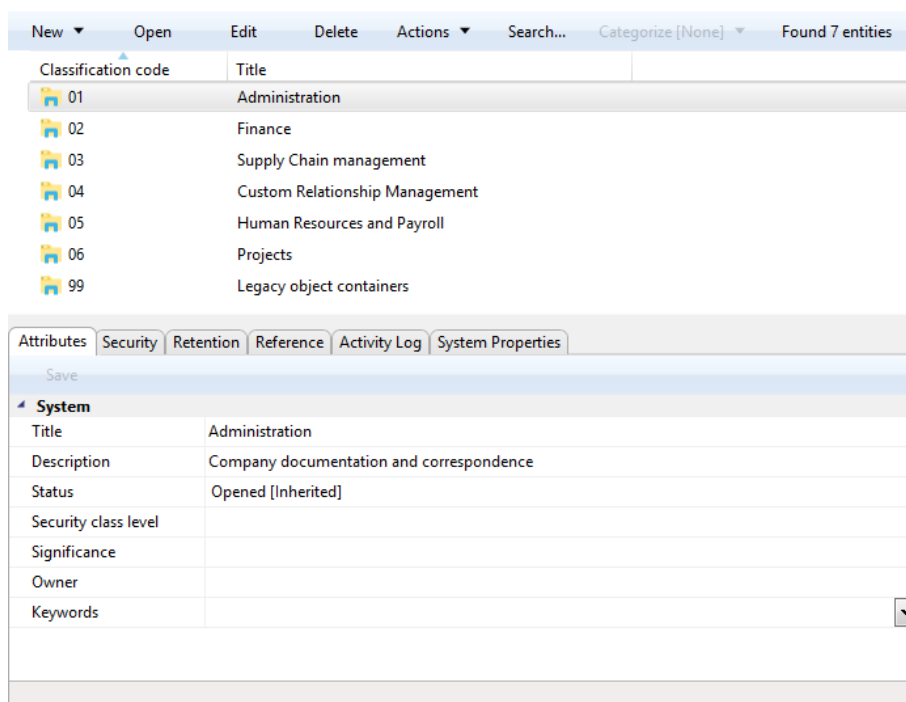 New Open Edit Delete Actions Search... Categorize [None] Found 7 entities
Classification code Title
01 Administration
02 Finance
03 Supply Chain management
04 Custom Relationship Management
05 Human Resources and Payroll
06 Projects
99 Legacy object containers
Attributes Security Retention Reference Activity Log System Properties
Save
System
Title Administration
Description Company documentation and correspondence
Status Opened [Inherited]
Security class level
Significance
Owner
Keywords